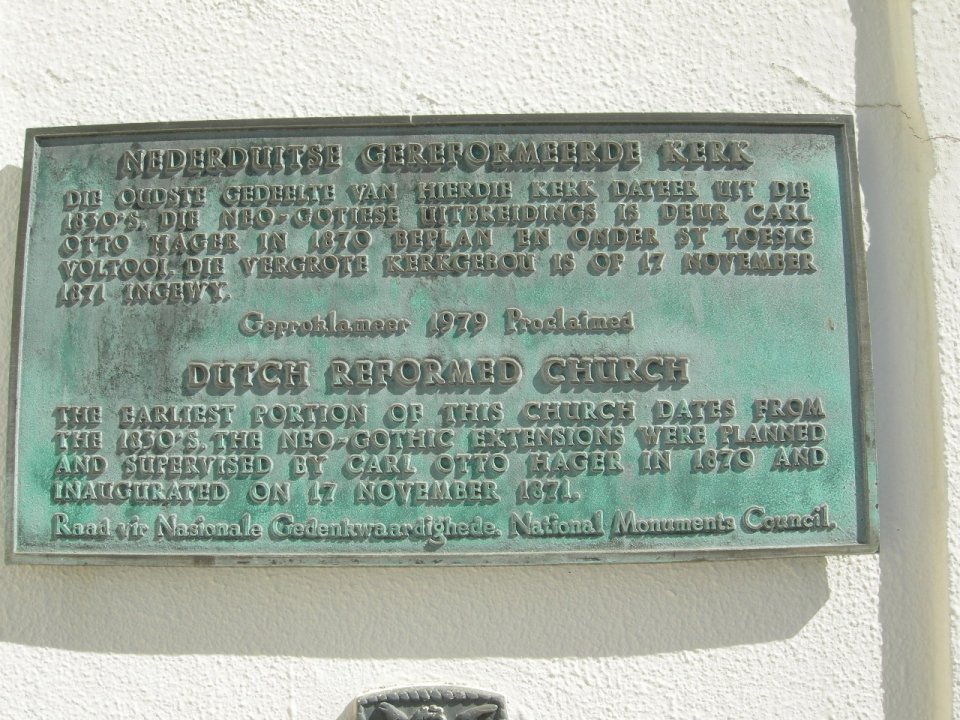 NEDERDUITSE GEREFORMEERDE KERK
DIE OUDSTE GEDEELTE VAN HIERDIE KERK DATEER UIT DIE
1830'S. DIE NEO-GOTIESE UITBREIDINGS IS DEUR CARL
OTTO HAGER IN 1870 BEPLAN EN ONDER SY TOESIG
VOLTOOI. DIE VERGROTE KERKGEBOU IS OP 17 NOVEMBER
1871 INGEWY.
Geproklameer 1979 Proclaimed
DUTCH REFORMED CHURCH
THE EARLIEST PORTION OF THIS CHURCH DATES FROM
THE 1830'S. THE NEO-GOTHIC EXTENSIONS WERE PLANNED
AND SUPERVISED BY CARL OTTO HAGER IN 1870 AND
INAUGURATED ON 17 NOVEMBER 1871.
Raad vir Nasionale Gedenkwaardighede. National Monuments Council.